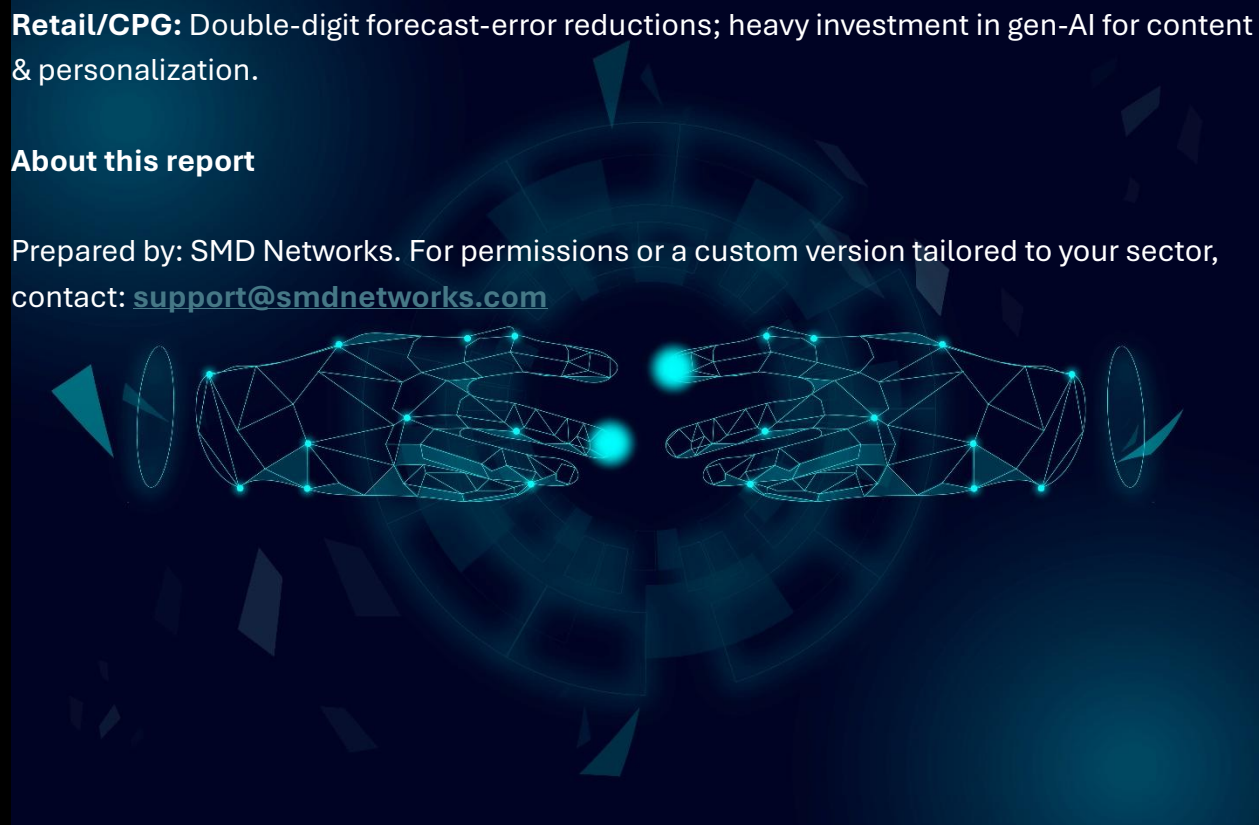 Retail/CPG: Double-digit forecast-error reductions; heavy investment in gen-AI for content
& personalization.
About this report
Prepared by: SMD Networks. For permissions or a custom version tailored to your sector,
contact: support@smdnetworks.com